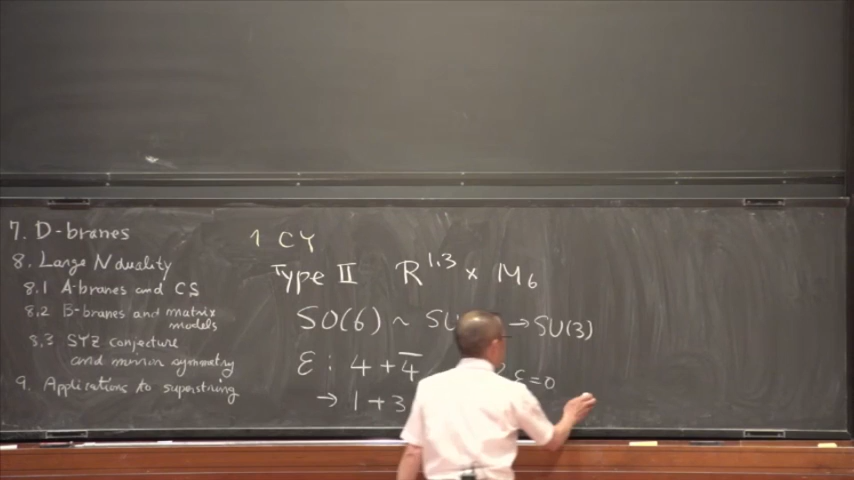 7. D-branes
8. Large N duality
8.1 A-branes and CS
8.2 B-branes and matrix
models
8.3 SYZ conjecture
and mirror symmetry
9. Applications to superstring
1 CY
Type II R^1,3 × M_6
SO(6) ~ SU → SU(3)
ε : 4 + 4̅ ε=0
→ 1 + 3